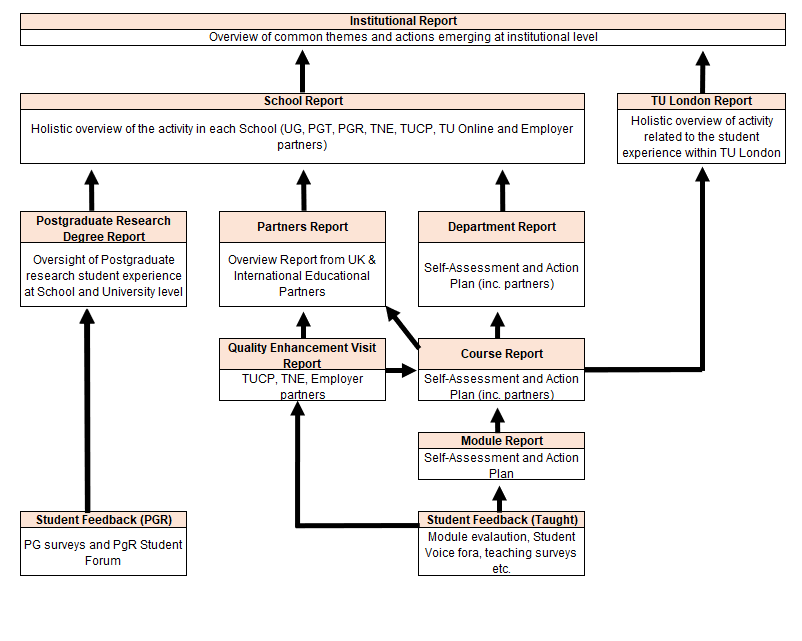 Institutional Report
Overview of common themes and actions emerging at institutional level
School Report
Holistic overview of the activity in each School (UG, PGT, PGR, TNE, TUCP, TU Online and Employer
partners)
TU London Report
Holistic overview of activity
related to the student
experience within TU London
Postgraduate Research
Degree Report
Oversight of Postgraduate
research student experience
at School and University level
Partners Report
Overview Report from UK &
International Educational
Partners
Department Report
Self-Assessment and Action
Plan (inc. partners)
Quality Enhancement Visit
Report
TUCP, TNE, Employer
partners
Course Report
Self-Assessment and Action
Plan (inc. partners)
Module Report
Self-Assessment and Action
Plan
Student Feedback (PGR)
PG surveys and PgR Student
Forum
Student Feedback (Taught)
Module evalaution, Student
Voice fora, teaching surveys
etc.